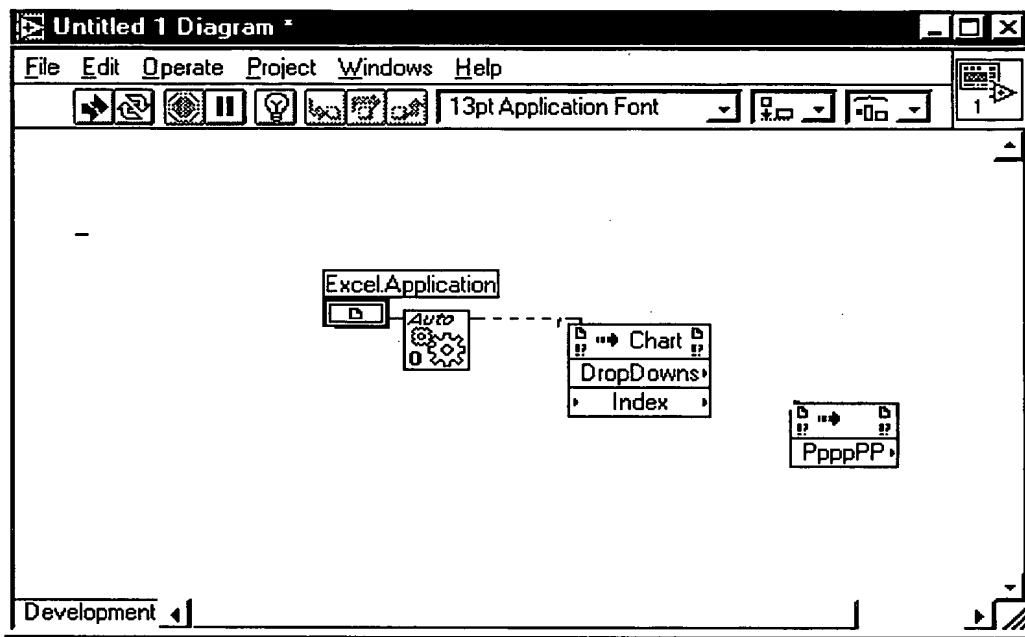 Untitled 1 Diagram *
File Edit Operate Project Windows Help
13pt Application Font
1
Excel.Application
Auto
0
Chart
DropDowns
Index
PpppPP
Development